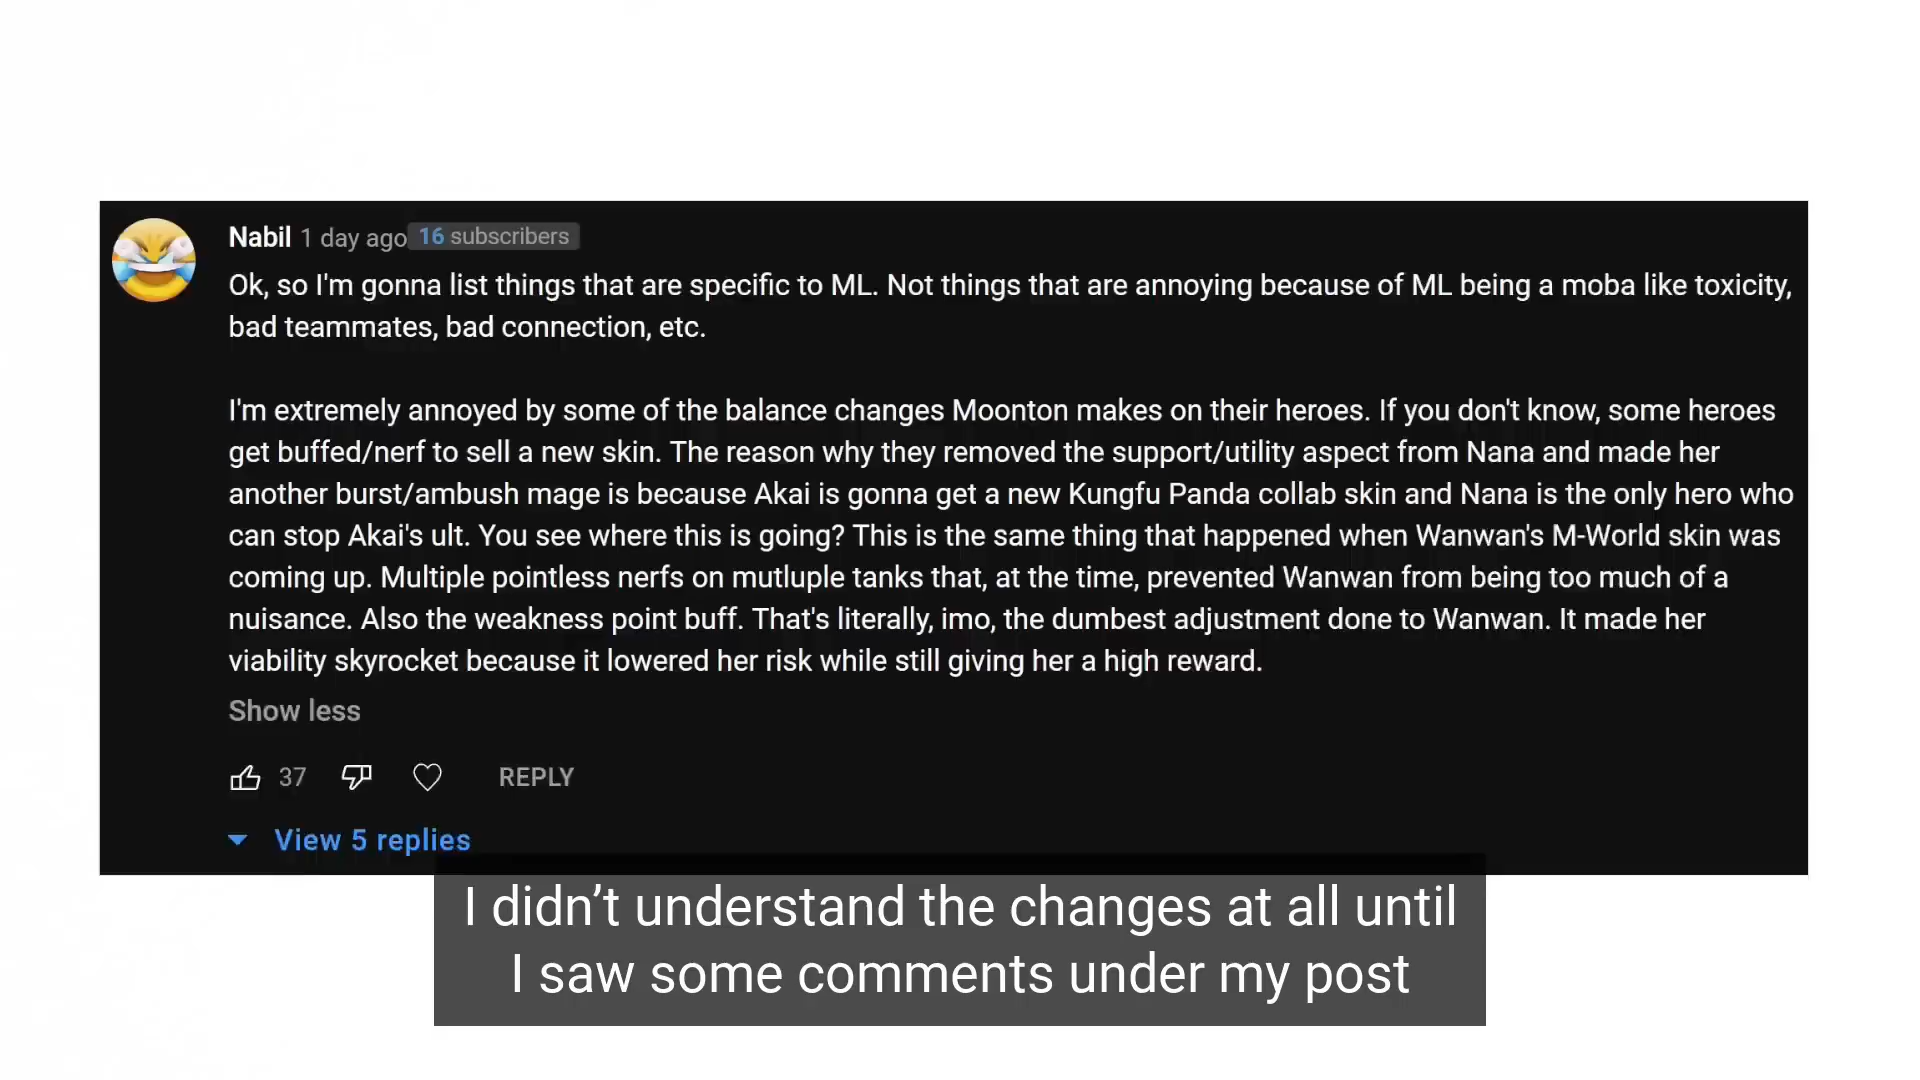 Nabil 1 day ago 16 subscribers
Ok, so I'm gonna list things that are specific to ML. Not things that are annoying because of ML being a moba like toxicity,
bad teammates, bad connection, etc.
I'm extremely annoyed by some of the balance changes Moonton makes on their heroes. If you don't know, some heroes
get buffed/nerf to sell a new skin. The reason why they removed the support/utility aspect from Nana and made her
another burst/ambush mage is because Akai is gonna get a new Kungfu Panda collab skin and Nana is the only hero who
can stop Akai's ult. You see where this is going? This is the same thing that happened when Wanwan's M-World skin was
coming up. Multiple pointless nerfs on mutluple tanks that, at the time, prevented Wanwan from being too much of a
nuisance. Also the weakness point buff. That's literally, imo, the dumbest adjustment done to Wanwan. It made her
viability skyrocket because it lowered her risk while still giving her a high reward.
Show less
37 REPLY
View 5 replies
I didn’t understand the changes at all until
I saw some comments under my post